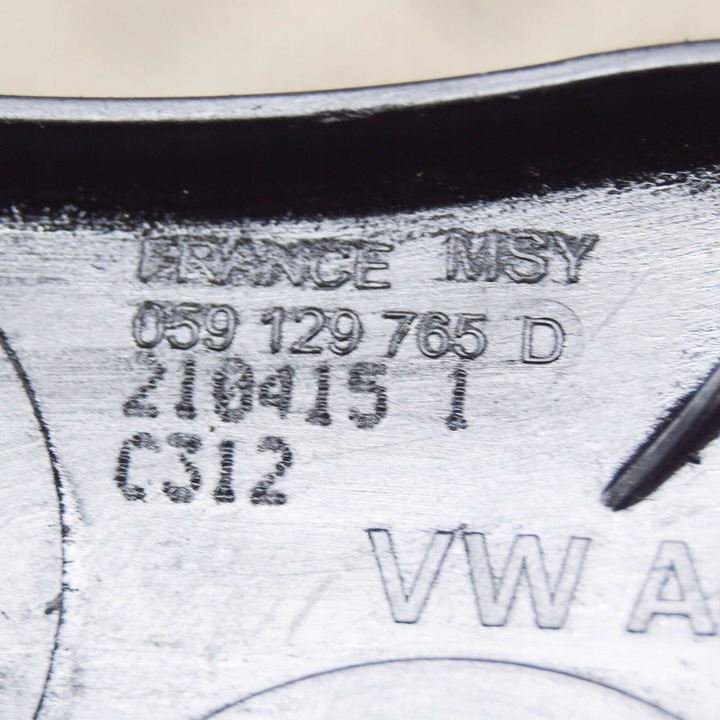 FRANCE MSY
059 129 765 D
210415 1
C312
VW A